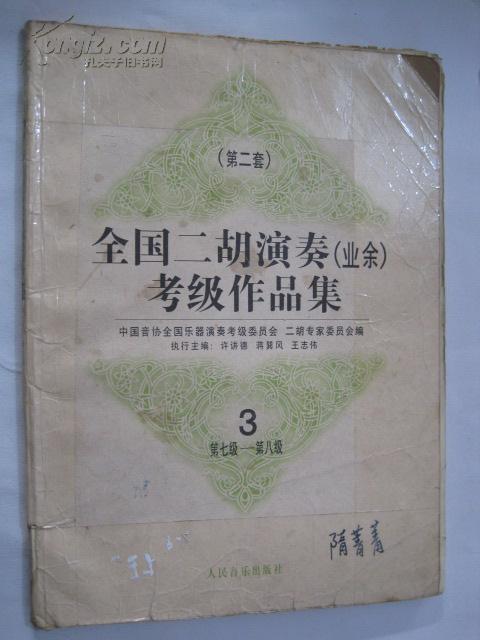 Kongfz.com
孔夫子旧书网
(第二套)
全国二胡演奏(业余)
考级作品集
中国音协全国乐器演奏考级委员会 二胡专家委员会编
执行主编: 许讲德 蒋巽风 王志伟
3
第七级—第八级
隋菁菁
人民音乐出版社